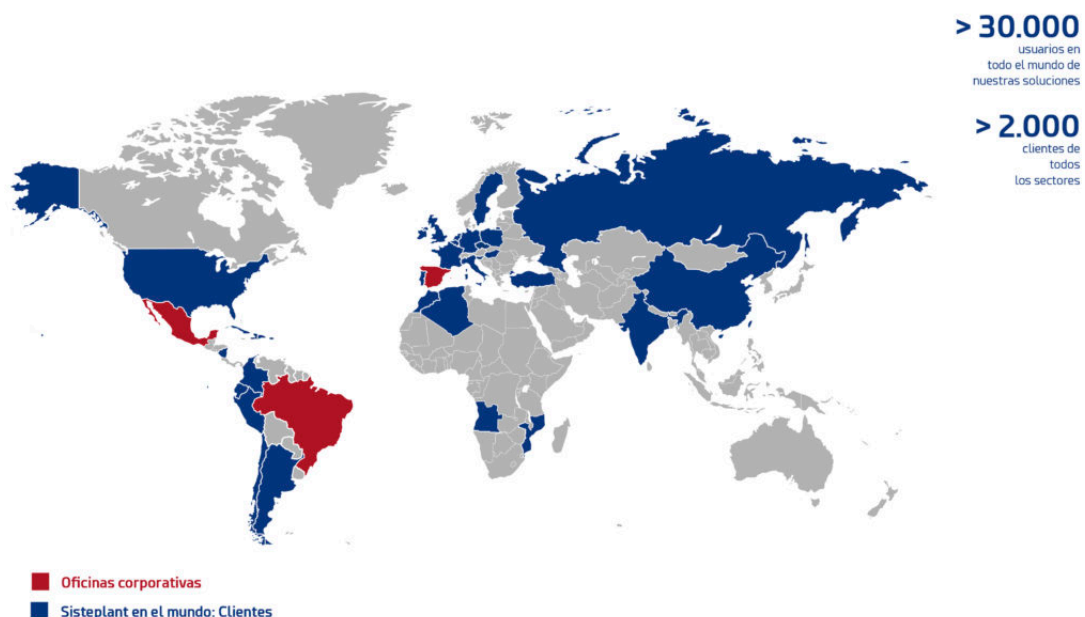 > 30.000
usuarios en
todo el mundo de
nuestras soluciones
> 2.000
clientes de
todos
los sectores
Oficinas corporativas
Sisteplant en el mundo: Clientes